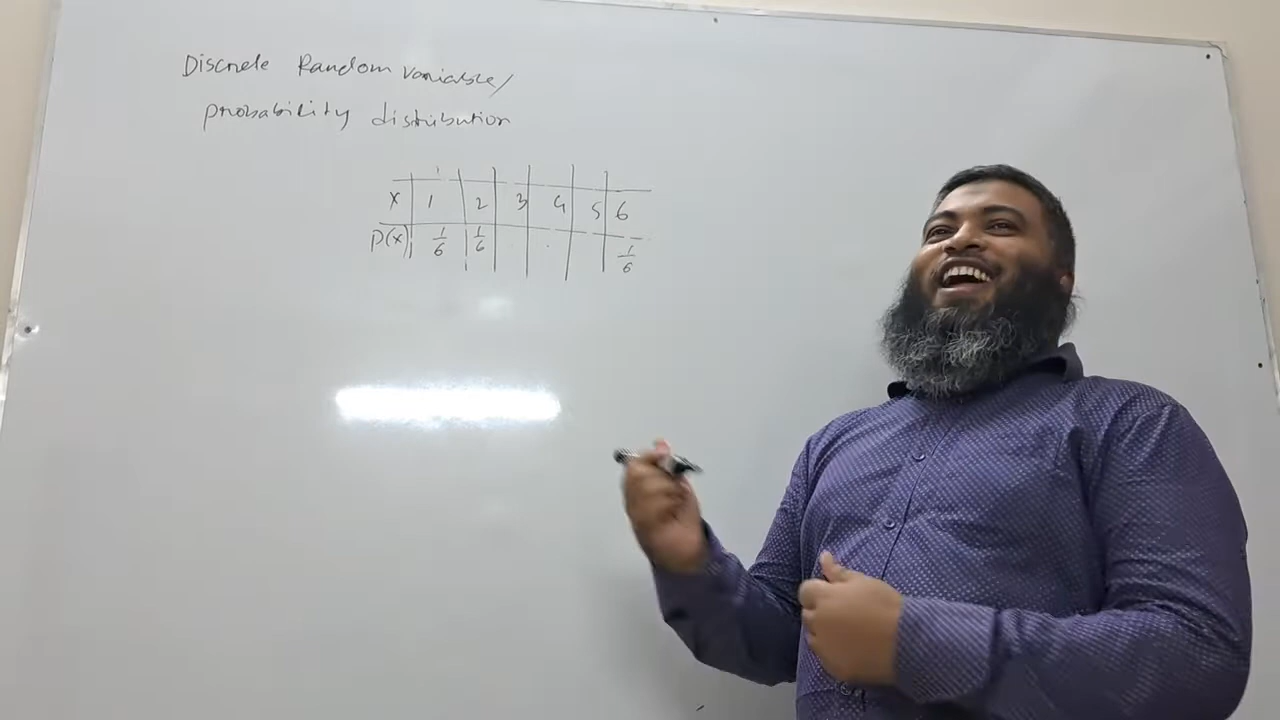 Discrete Random variable/
probability distribution
x 1 2 3 4 5 6
P(x) 1/6 1/6 1/6